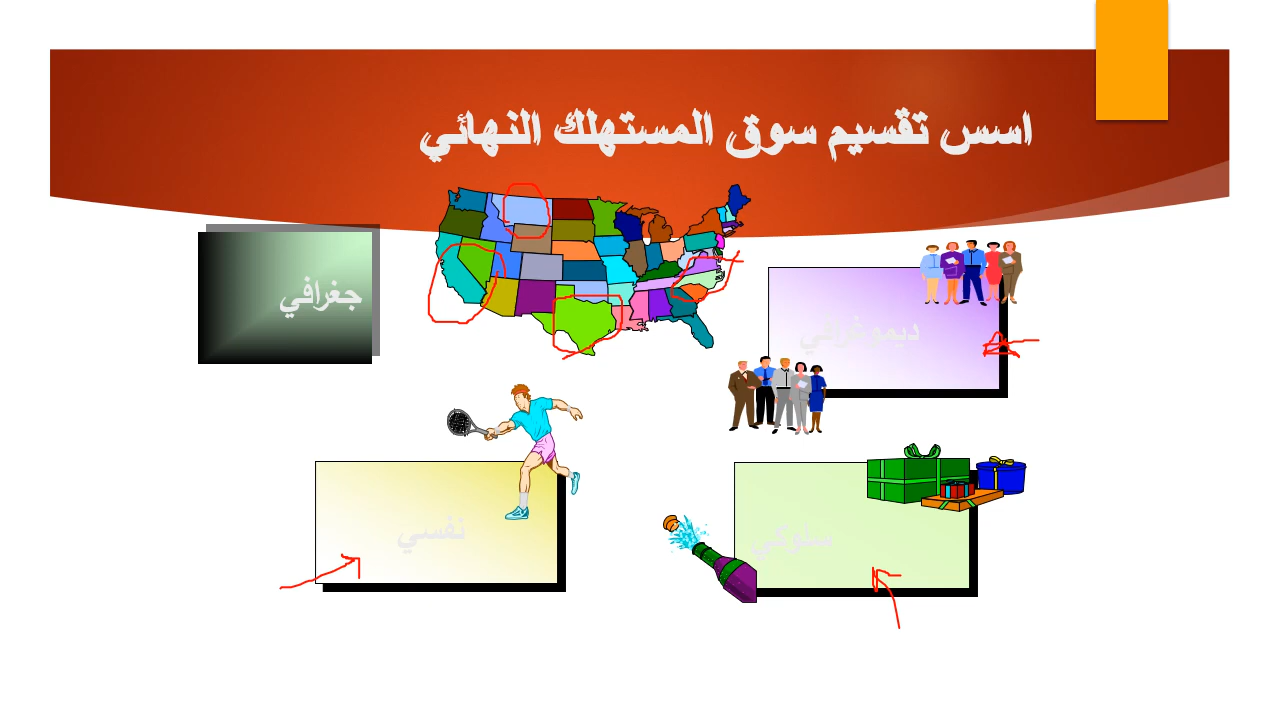 اسس تقسيم سوق المستهلك النهائي
جغرافي
ديموغرافي
نفسي
سلوكي